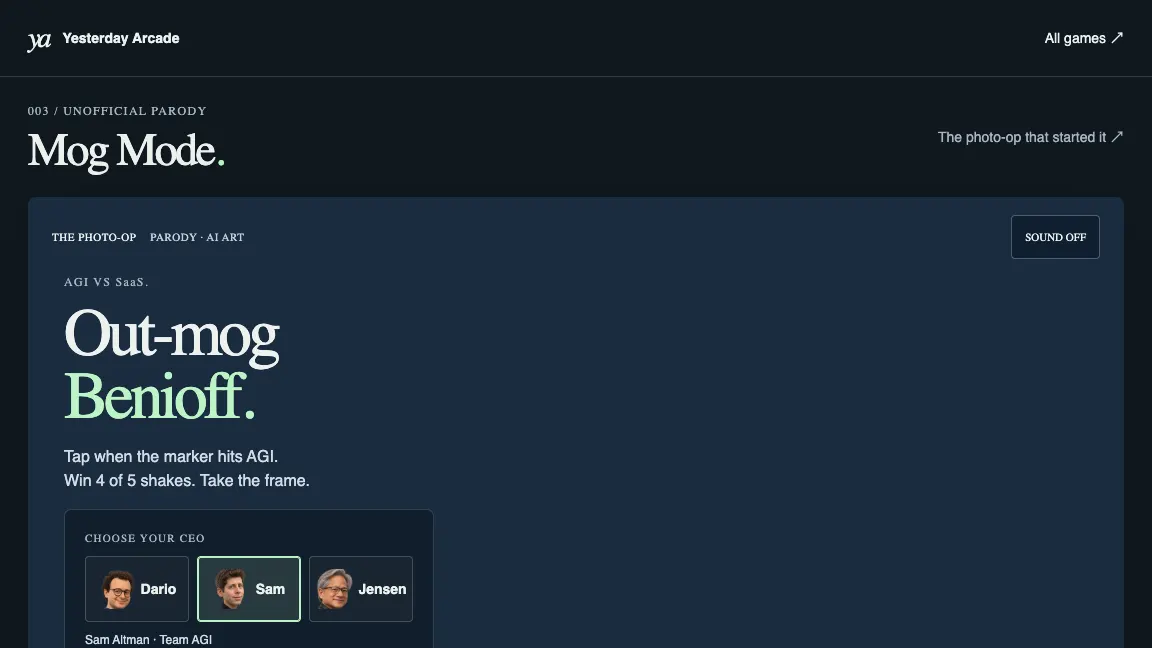 ya Yesterday Arcade
All games ↗
003 / UNOFFICIAL PARODY
Mog Mode.
The photo-op that started it ↗
THE PHOTO-OP PARODY · AI ART
SOUND OFF
AGI VS SaaS.
Out-mog
Benioff.
Tap when the marker hits AGI.
Win 4 of 5 shakes. Take the frame.
CHOOSE YOUR CEO
Dario Sam Jensen
Sam Altman · Team AGI